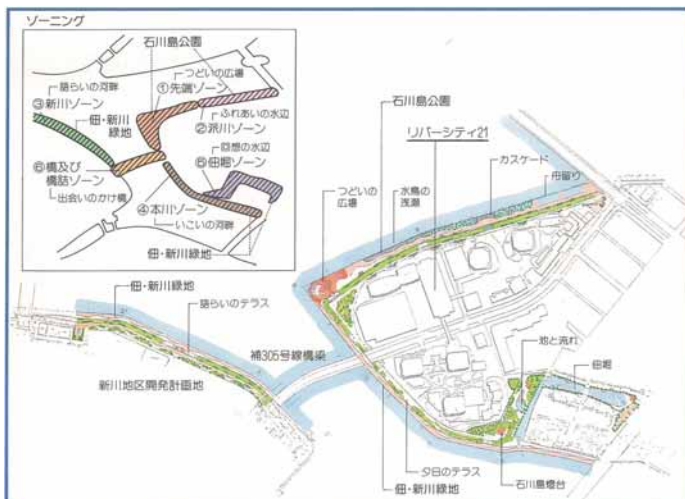 ゾーニング
石川島公園
つどいの広場
①先端ゾーン
語らいの河畔
③新川ゾーン
ふれあいの水辺
②派川ゾーン
佃・新川
緑地
回想の水辺
⑤佃堀ゾーン
⑥橋及び
橋詰ゾーン
出会いのかけ橋
④本川ゾーン
いこいの河畔
佃・新川緑地
石川島公園
リバーシティ21
カスケード
舟留り
つどいの
広場
水鳥の
浅瀬
佃・新川緑地
語らいのテラス
補305号線橋梁
新川地区開発計画地
池と流れ
佃堀
夕日のテラス
佃・新川緑地
石川島燈台